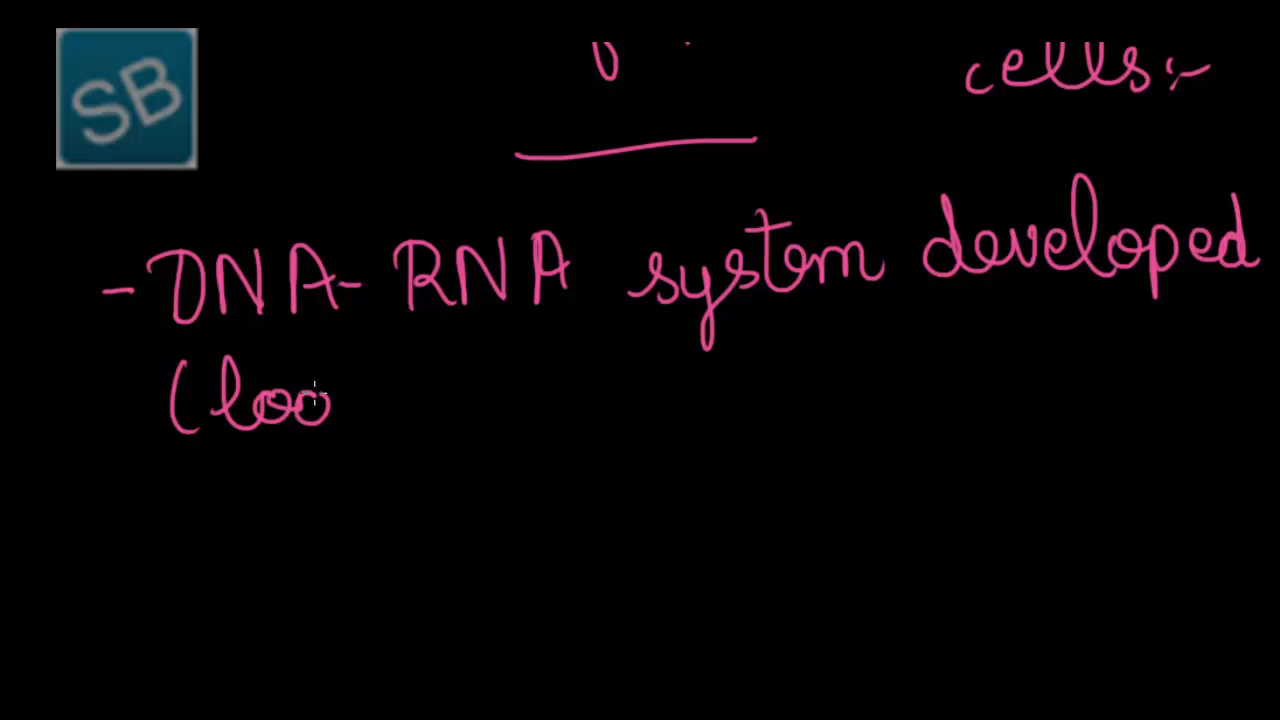 SB
cells:-
- DNA - RNA system developed
(loo